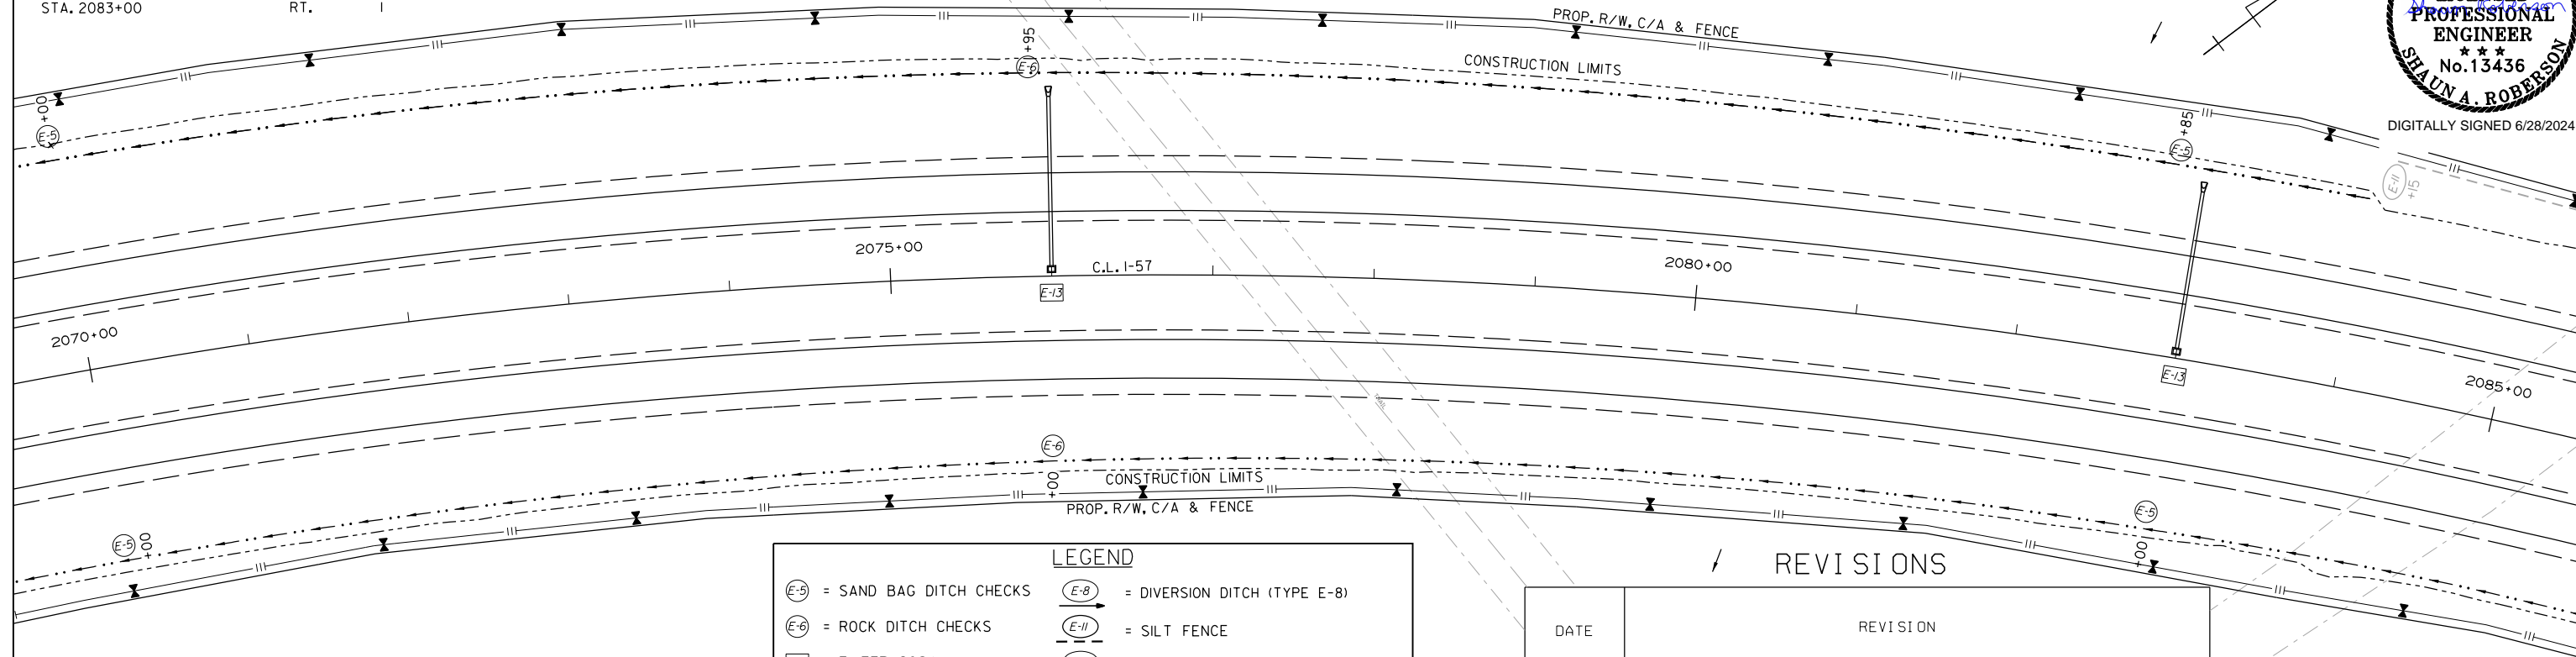 STA. 2083+00 RT. 1
PROP. R/W, C/A & FENCE
CONSTRUCTION LIMITS
+95
E-6
+00
E-5
+85
E-5
E-11
+15
PROFESSIONAL
ENGINEER
★ ★ ★
No. 13436
SHAUN A. ROBERSON
DIGITALLY SIGNED 6/28/2024
2070+00
2075+00
C.L. I-57
E-13
2080+00
E-13
2085+00
E-6
+00
CONSTRUCTION LIMITS
PROP. R/W, C/A & FENCE
E-5
+00
E-5
+00
LEGEND
E-5 = SAND BAG DITCH CHECKS
E-8 = DIVERSION DITCH (TYPE E-8)
E-6 = ROCK DITCH CHECKS
E-11 = SILT FENCE
REVISIONS
DATE REVISION